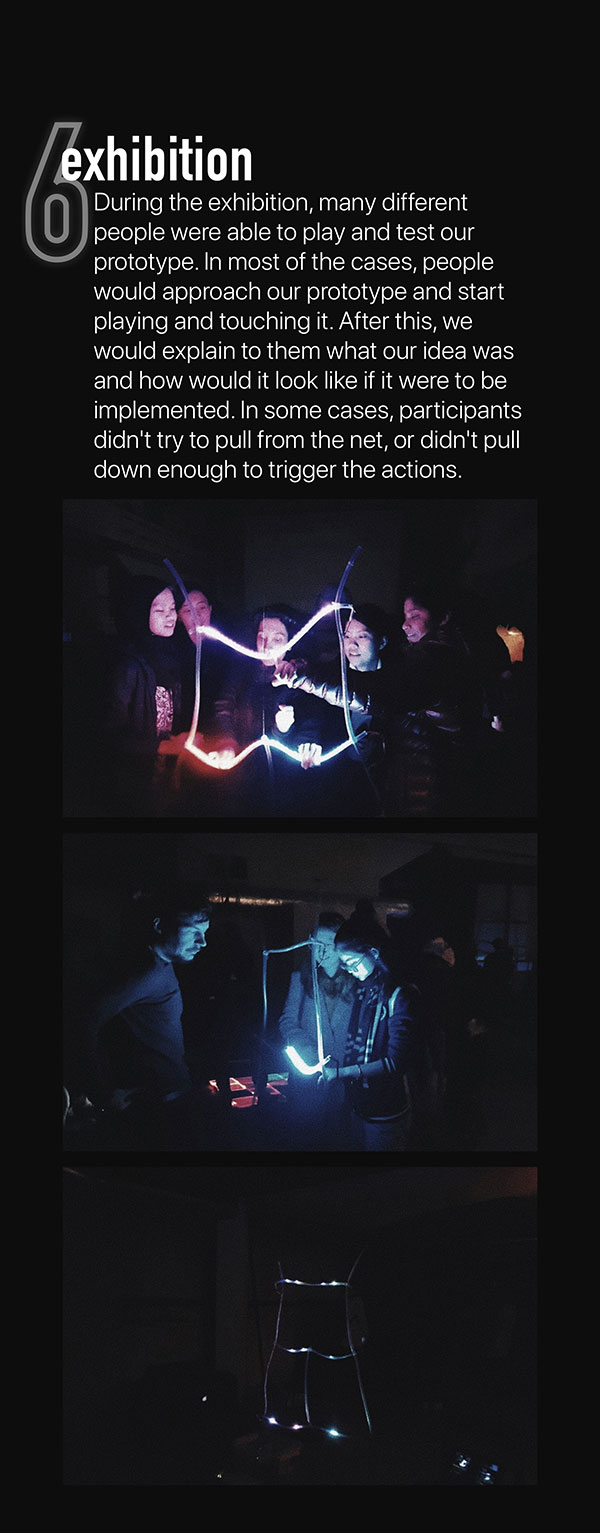 6
exhibition
During the exhibition, many different
people were able to play and test our
prototype. In most of the cases, people
would approach our prototype and start
playing and touching it. After this, we
would explain to them what our idea was
and how would it look like if it were to be
implemented. In some cases, participants
didn't try to pull from the net, or didn't pull
down enough to trigger the actions.